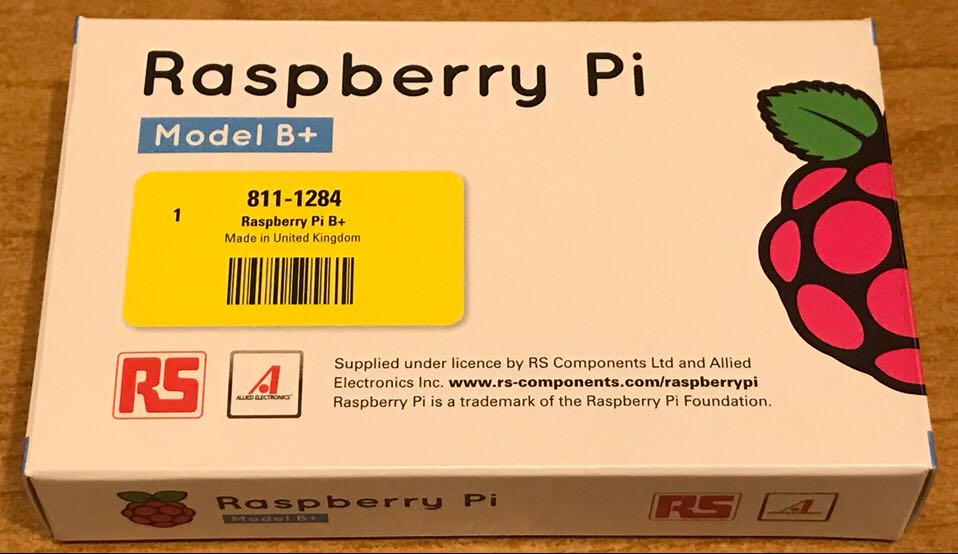 Raspberry Pi
Model B+
811-1284
1
Raspberry Pi B+
Made in United Kingdom
RS
A
ALLIED ELECTRONICS
Supplied under licence by RS Components Ltd and Allied
Electronics Inc. www.rs-components.com/raspberrypi
Raspberry Pi is a trademark of the Raspberry Pi Foundation.
Raspberry Pi
Model B+
RS
A